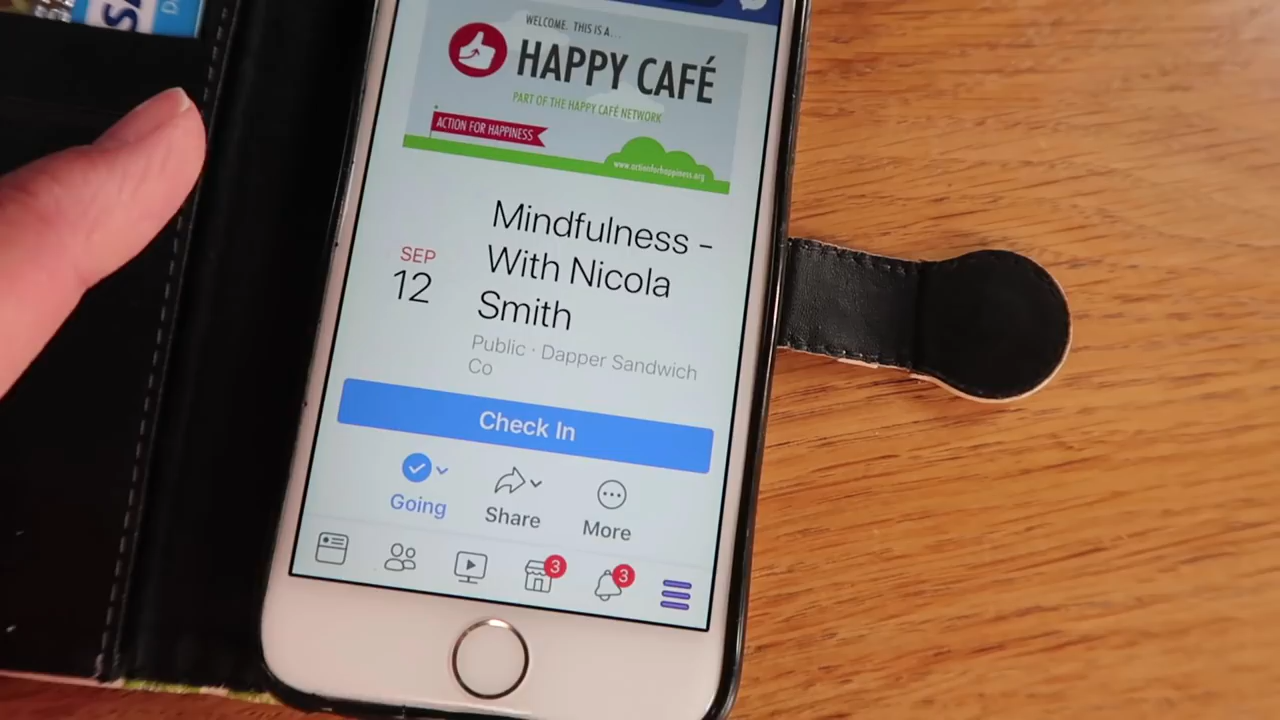 WELCOME. THIS IS A...
HAPPY CAFÉ
PART OF THE HAPPY CAFÉ NETWORK
ACTION FOR HAPPINESS
www.actionforhappiness.org
SEP
12
Mindfulness -
With Nicola
Smith
Public · Dapper Sandwich
Co
Check In
Going
Share
More
3
3